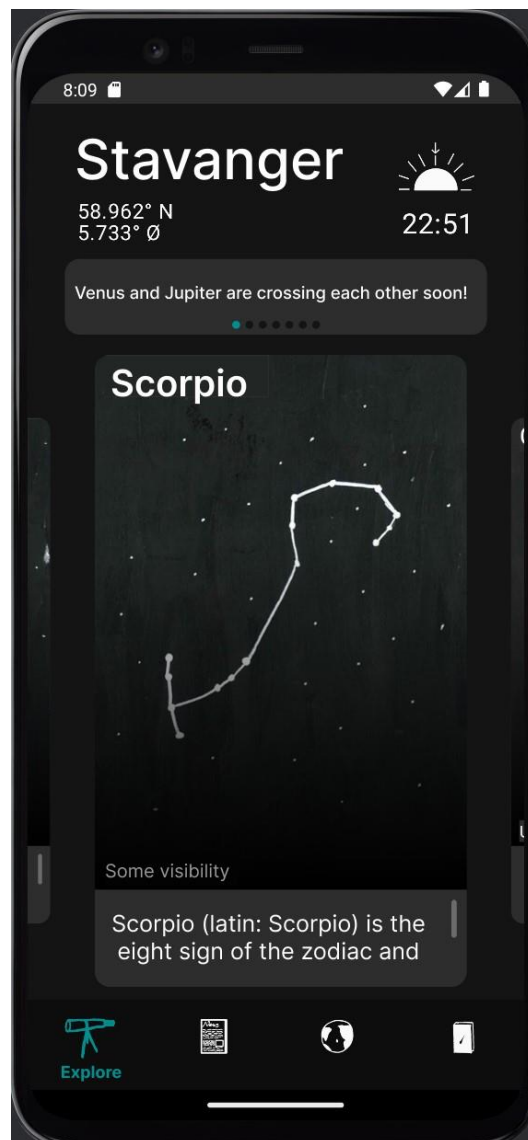 8:09
Stavanger
58.962° N
5.733° Ø
22:51
Venus and Jupiter are crossing each other soon!
Scorpio
Some visibility
Scorpio (latin: Scorpio) is the
eight sign of the zodiac and
News
Explore